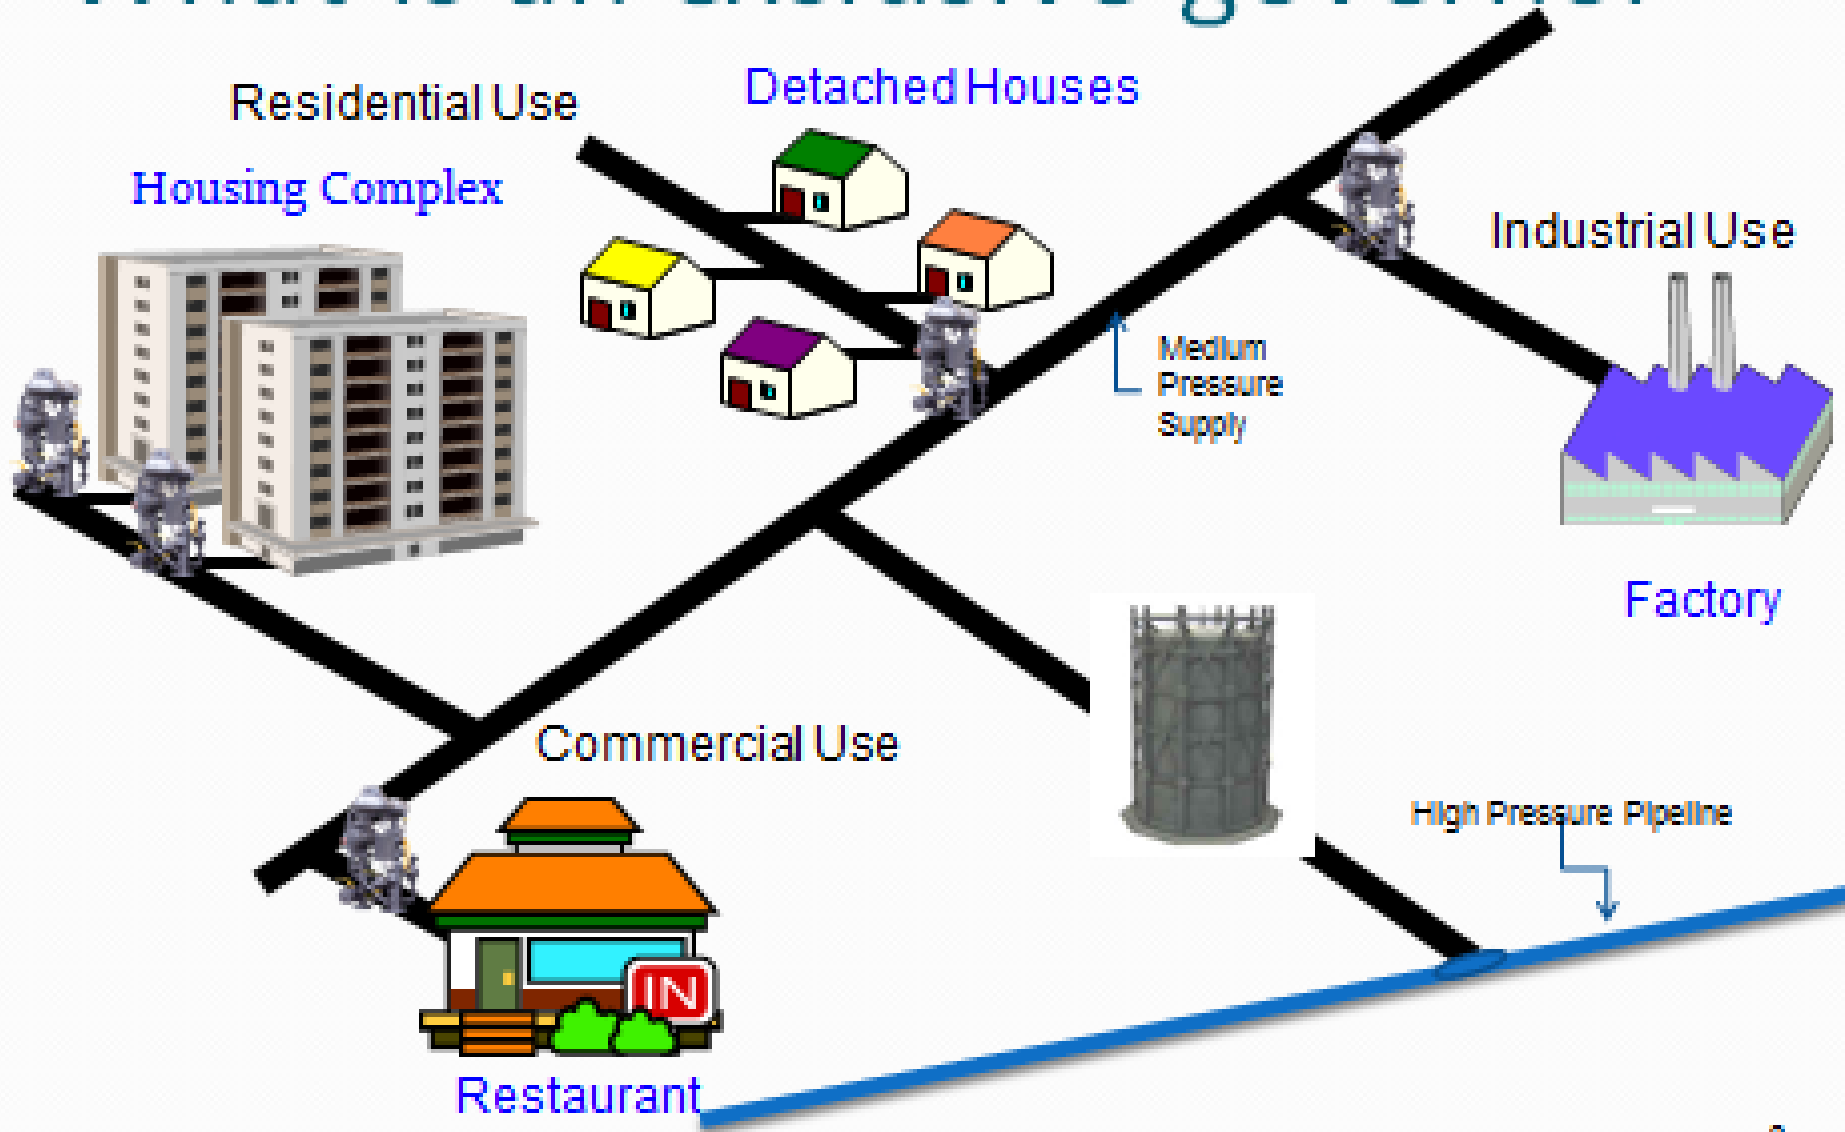 Residential Use
Detached Houses
Housing Complex
Industrial Use
Medium
Pressure
Supply
Factory
Commercial Use
High Pressure Pipeline
IN
Restaurant